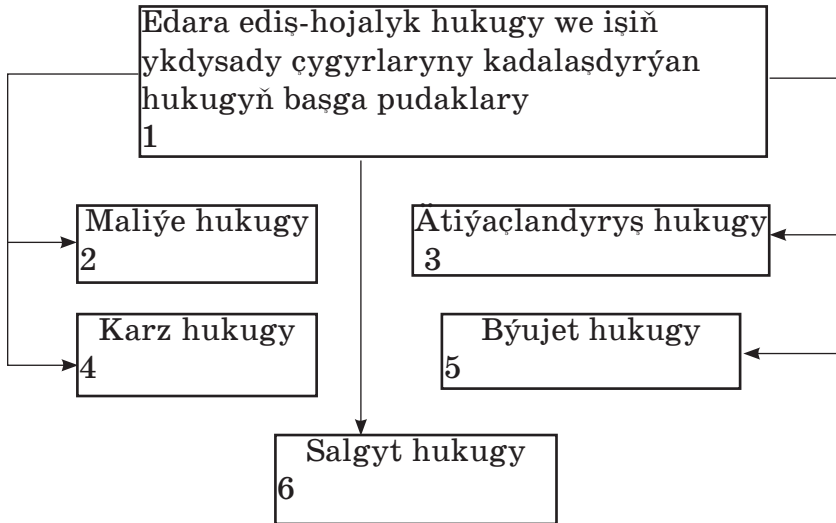 Edara ediş-hojalyk hukugy we işiň
ykdysady çygyrlaryny kadalaşdyrýan
hukugyň başga pudaklary
1
Maliýe hukugy
2
Ätiýaçlandyryş hukugy
3
Karz hukugy
4
Býujet hukugy
5
Salgyt hukugy
6